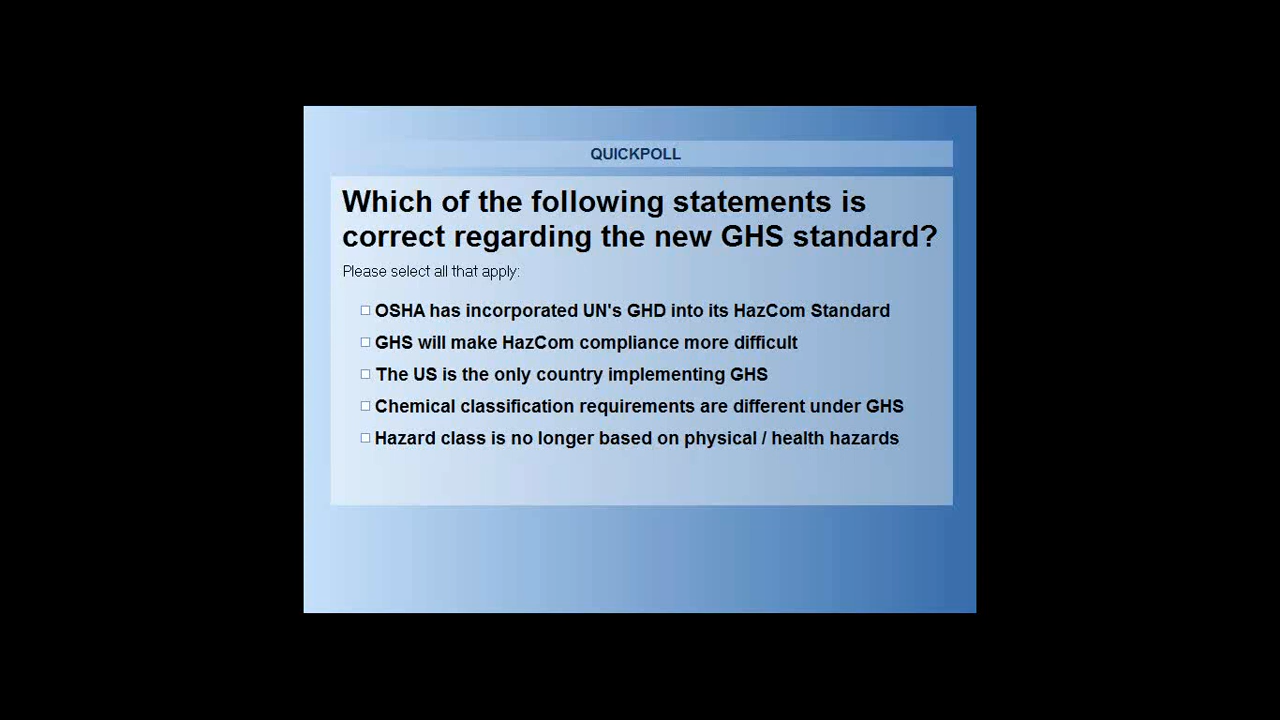 QUICKPOLL
Which of the following statements is
correct regarding the new GHS standard?
Please select all that apply:
OSHA has incorporated UN's GHD into its HazCom Standard
GHS will make HazCom compliance more difficult
The US is the only country implementing GHS
Chemical classification requirements are different under GHS
Hazard class is no longer based on physical / health hazards